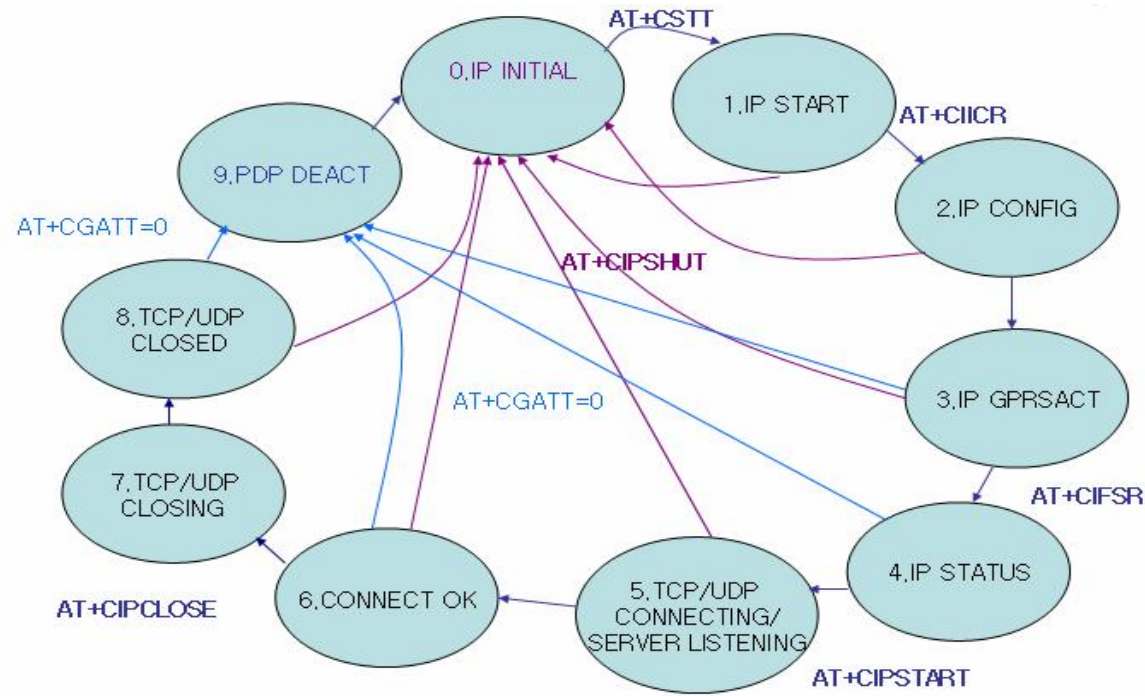 AT+CSTT
0,IP INITIAL
1,IP START
AT+CIICR
9,PDP DEACT
2,IP CONFIG
AT+CGATT=0
AT+CIPSHUT
8,TCP/UDP
CLOSED
AT+CGATT=0
3,IP GPRSACT
7,TCP/UDP
CLOSING
AT+CIFSR
4,IP STATUS
6,CONNECT OK
5,TCP/UDP
CONNECTING/
SERVER LISTENING
AT+CIPCLOSE
AT+CIPSTART